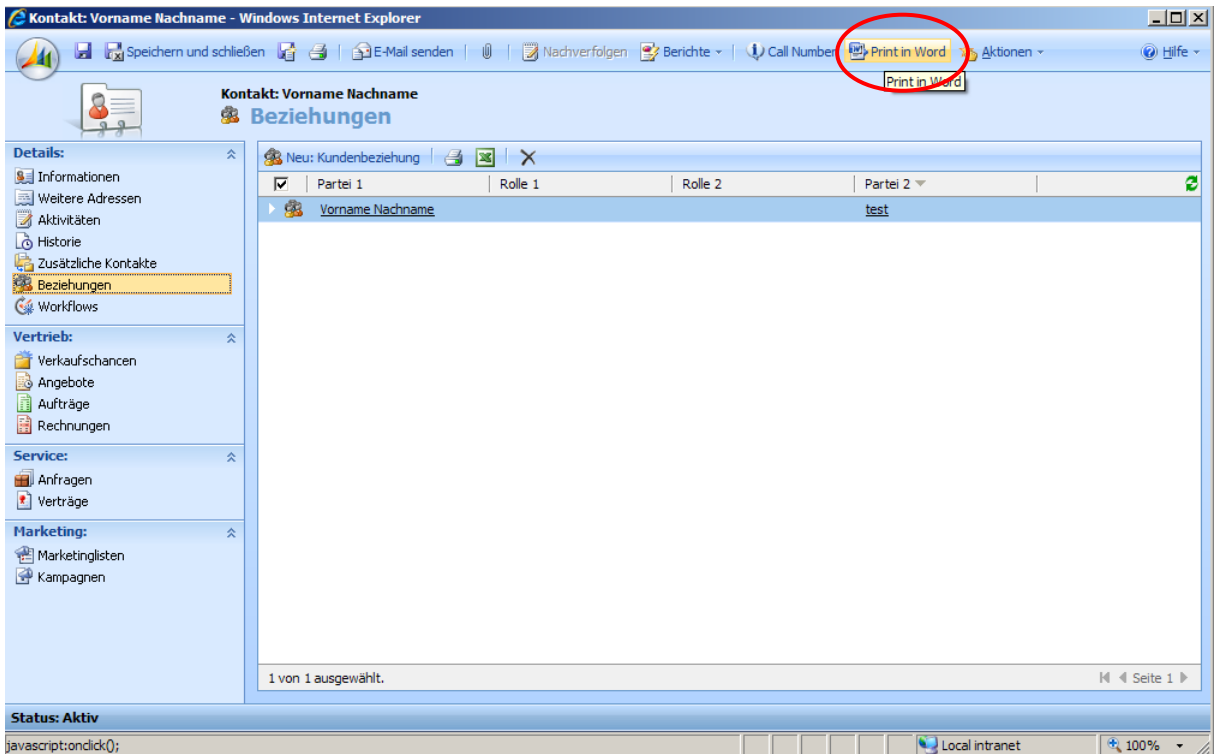 Kontakt: Vorname Nachname - Windows Internet Explorer
Speichern und schließen E-Mail senden Nachverfolgen Berichte Call Number Print in Word Aktionen Hilfe
Print in Word
Kontakt: Vorname Nachname
Beziehungen
Details:
Informationen
Weitere Adressen
Aktivitäten
Historie
Zusätzliche Kontakte
Beziehungen
Workflows
Vertrieb:
Verkaufschancen
Angebote
Aufträge
Rechnungen
Service:
Anfragen
Verträge
Marketing:
Marketinglisten
Kampagnen
Neu: Kundenbeziehung
Partei 1 Rolle 1 Rolle 2 Partei 2
Vorname Nachname test
1 von 1 ausgewählt. Seite 1
Status: Aktiv
javascript:onclick(); Local intranet 100%